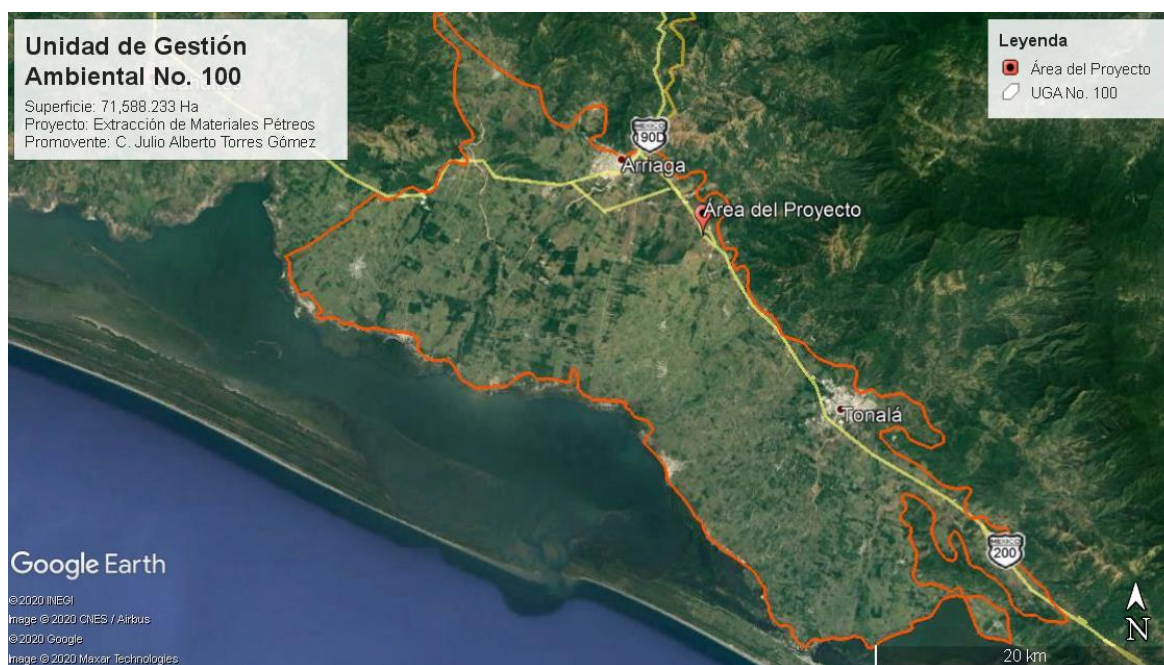 Unidad de Gestión
Ambiental No. 100
Superficie: 71,588.233 Ha
Proyecto: Extracción de Materiales Pétreos
Promovente: C. Julio Alberto Torres Gómez
Leyenda
Área del Proyecto
UGA No. 100
MEXICO
190D
Arriaga
Área del Proyecto
Tonalá
MEXICO
200
Google Earth
©2020 INEGI
Image © 2020 CNES / Airbus
©2020 Google
Image © 2020 Maxar Technologies
N
20 km